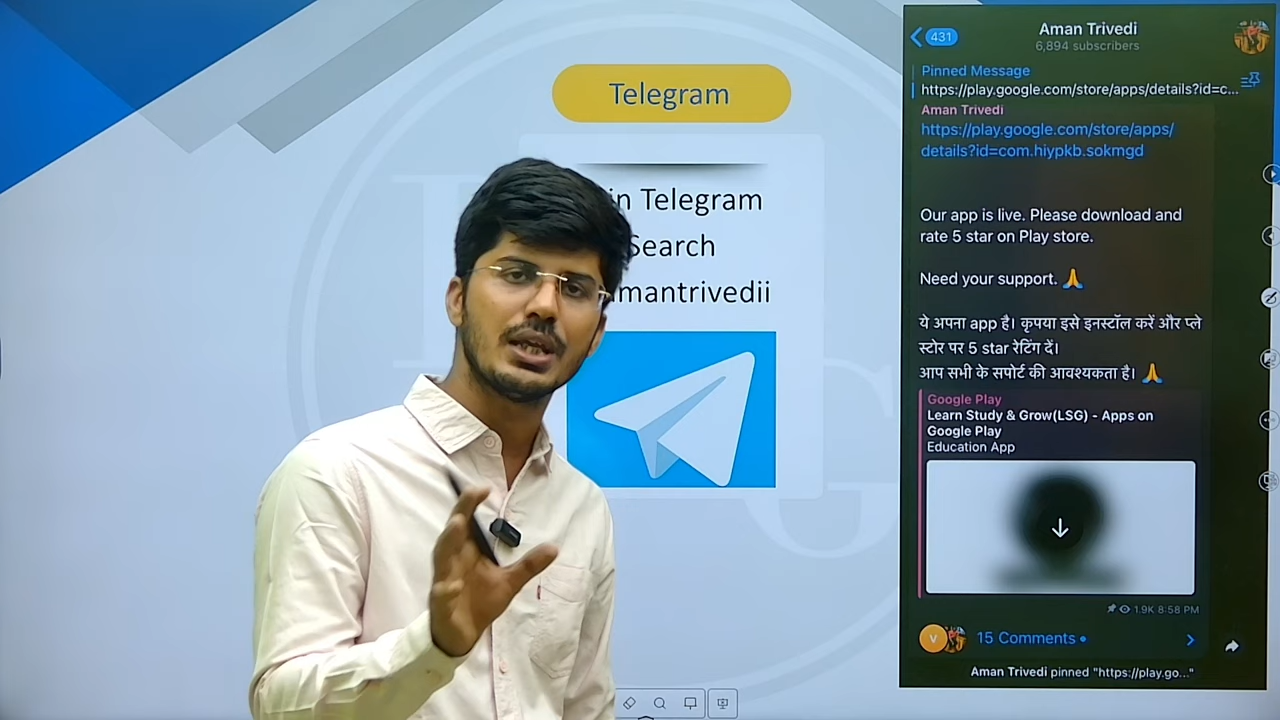 Telegram
in Telegram
Search
mantrivedii
431
Aman Trivedi
6,894 subscribers
Pinned Message
https://play.google.com/store/apps/details?id=c...
Aman Trivedi
https://play.google.com/store/apps/
details?id=com.hiypkb.sokmgd
Our app is live. Please download and
rate 5 star on Play store.
Need your support. 🙏
ये अपना app है। कृपया इसे इनस्टॉल करें और प्ले
स्टोर पर 5 star रेटिंग दें।
आप सभी के सपोर्ट की आवश्यकता है। 🙏
Google Play
Learn Study & Grow(LSG) - Apps on
Google Play
Education App
1.9K 8:58 PM
V
15 Comments
Aman Trivedi pinned "https://play.go..."